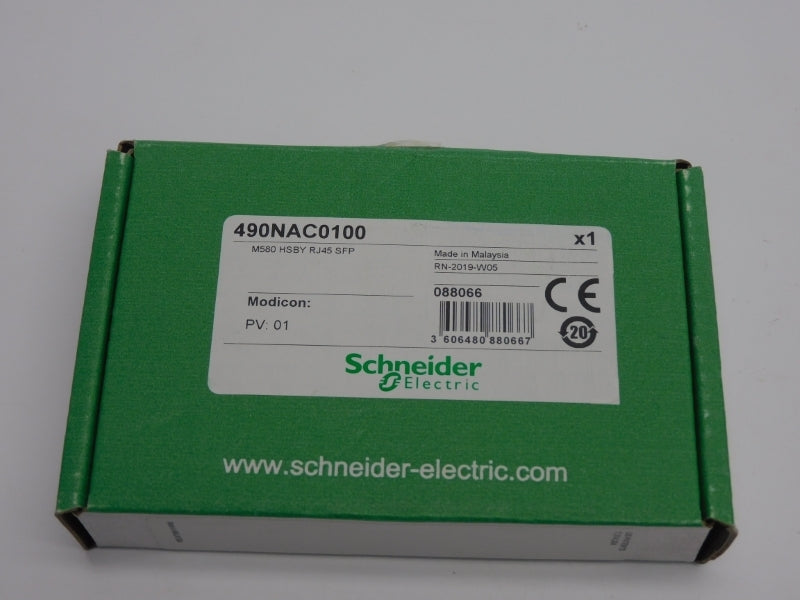 490NAC0100
x1
M580 HSBY RJ45 SFP
Made in Malaysia
RN-2019-W05
Modicon:
088066
CE
PV: 01
20
3 606480 880667
Schneider
Electric
www.schneider-electric.com